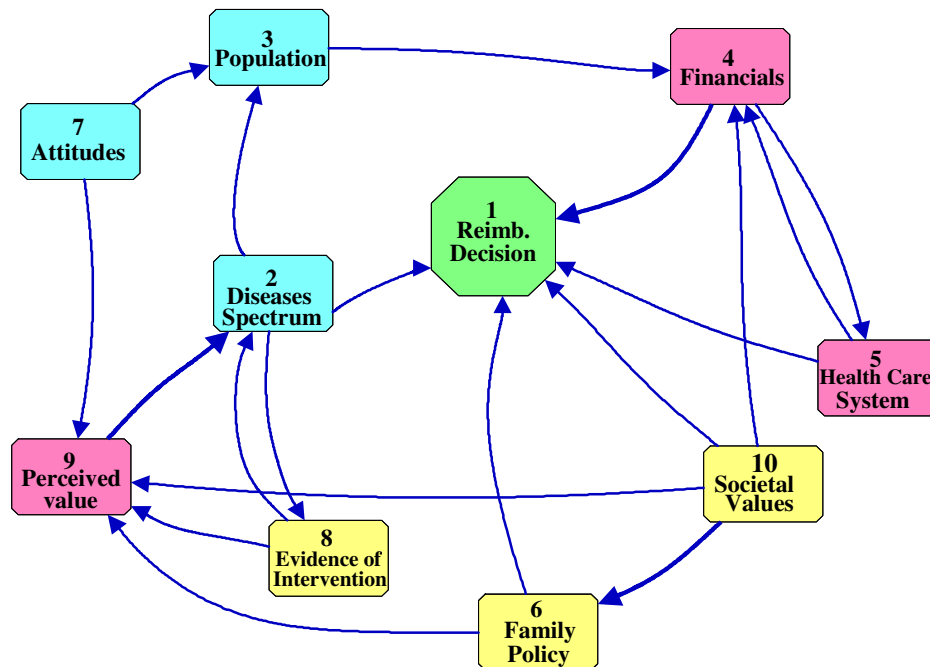 3
Population
4
Financials
7
Attitudes
1
Reimb.
Decision
2
Diseases
Spectrum
5
Health Care
System
9
Perceived
value
10
Societal
Values
8
Evidence of
Intervention
6
Family
Policy